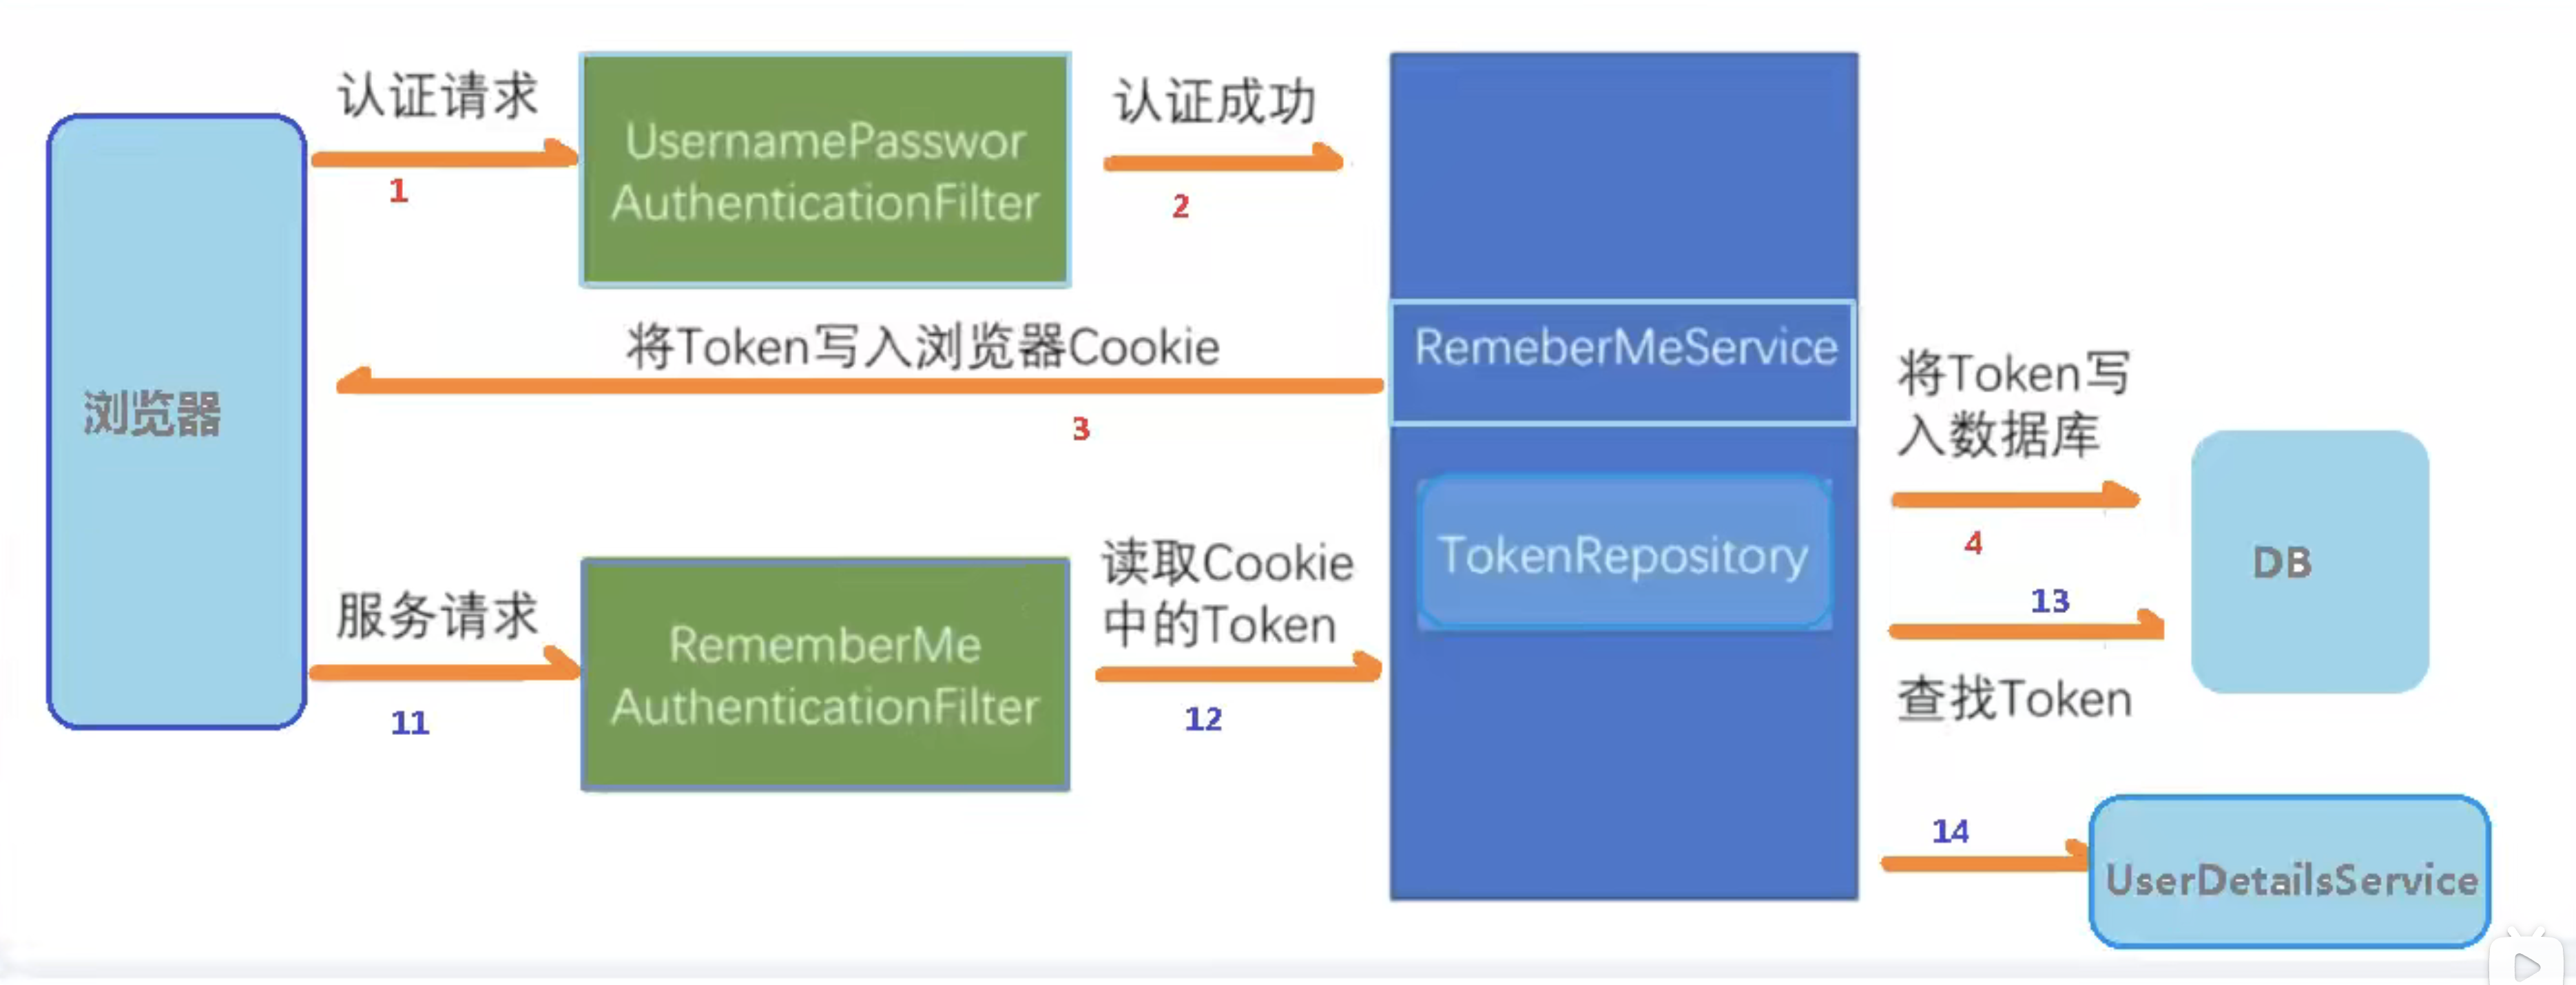 认证请求
1
UsernamePasswor
AuthenticationFilter
认证成功
2
将Token写入浏览器Cookie
3
浏览器
RemeberMeService
将Token写
入数据库
4
TokenRepository
DB
服务请求
11
RememberMe
AuthenticationFilter
读取Cookie
中的Token
12
13
查找Token
14
UserDetailsService